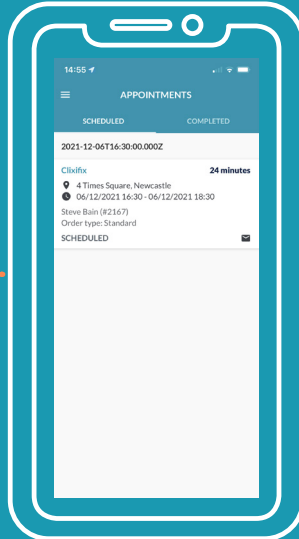 14:55
APPOINTMENTS
SCHEDULED COMPLETED
2021-12-06T16:30:00.000Z
Clixifix 24 minutes
4 Times Square, Newcastle
06/12/2021 16:30 - 06/12/2021 18:30
Steve Bain (#2167)
Order type: Standard
SCHEDULED